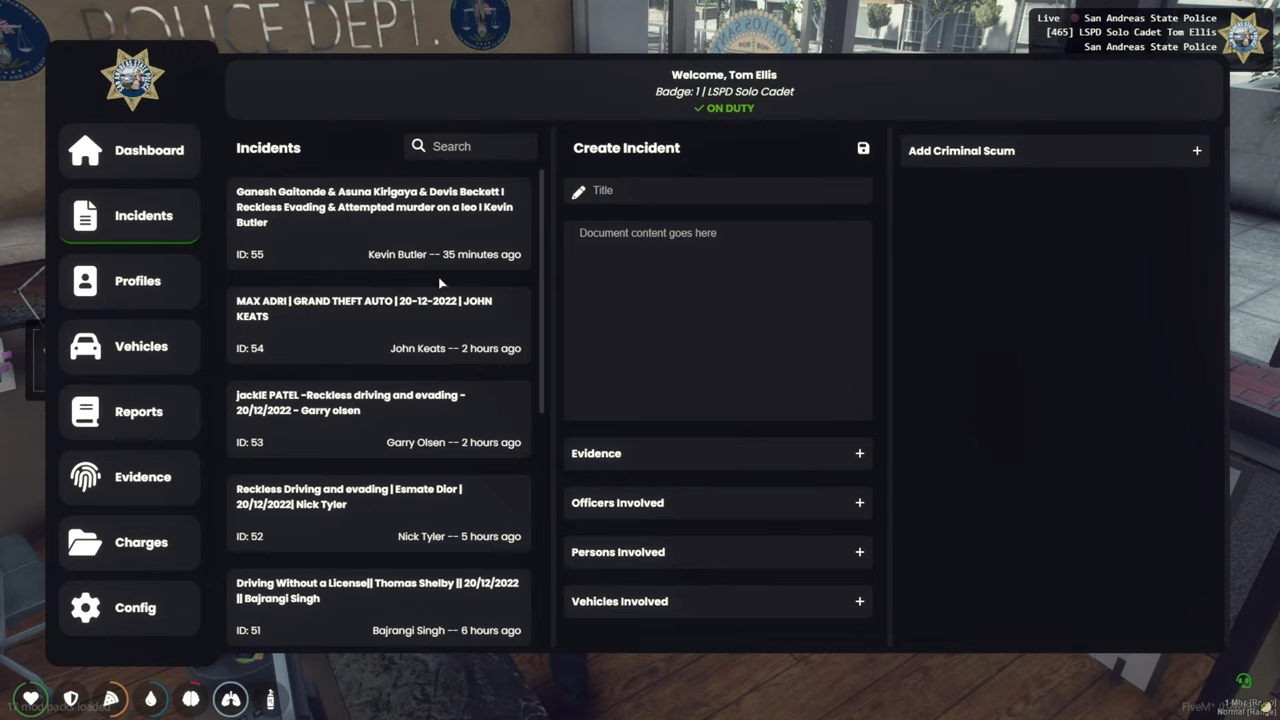 POLICE DEPT.
Live San Andreas State Police
[465] LSPD Solo Cadet Tom Ellis
San Andreas State Police
Welcome, Tom Ellis
Badge: 1 | LSPD Solo Cadet
ON DUTY
Dashboard
Incidents
Profiles
Vehicles
Reports
Evidence
Charges
Config
Incidents
Search
Ganesh Gaitonde & Asuna Kirigaya & Devis Beckett I
Reckless Evading & Attempted murder on a leo I Kevin
Butler
ID: 55
Kevin Butler -- 35 minutes ago
MAX ADRI | GRAND THEFT AUTO | 20-12-2022 | JOHN
KEATS
ID: 54
John Keats -- 2 hours ago
jackIE PATEL -Reckless driving and evading -
20/12/2022 - Garry olsen
ID: 53
Garry Olsen -- 2 hours ago
Reckless Driving and evading | Esmate Dior |
20/12/2022| Nick Tyler
ID: 52
Nick Tyler -- 5 hours ago
Driving Without a License|| Thomas Shelby || 20/12/2022
|| Bajrangi Singh
ID: 51
Bajrangi Singh -- 6 hours ago
Create Incident
Title
Document content goes here
Evidence +
Officers Involved +
Persons Involved +
Vehicles Involved +
Add Criminal Scum +
mod packs loaded
FiveM
Normal